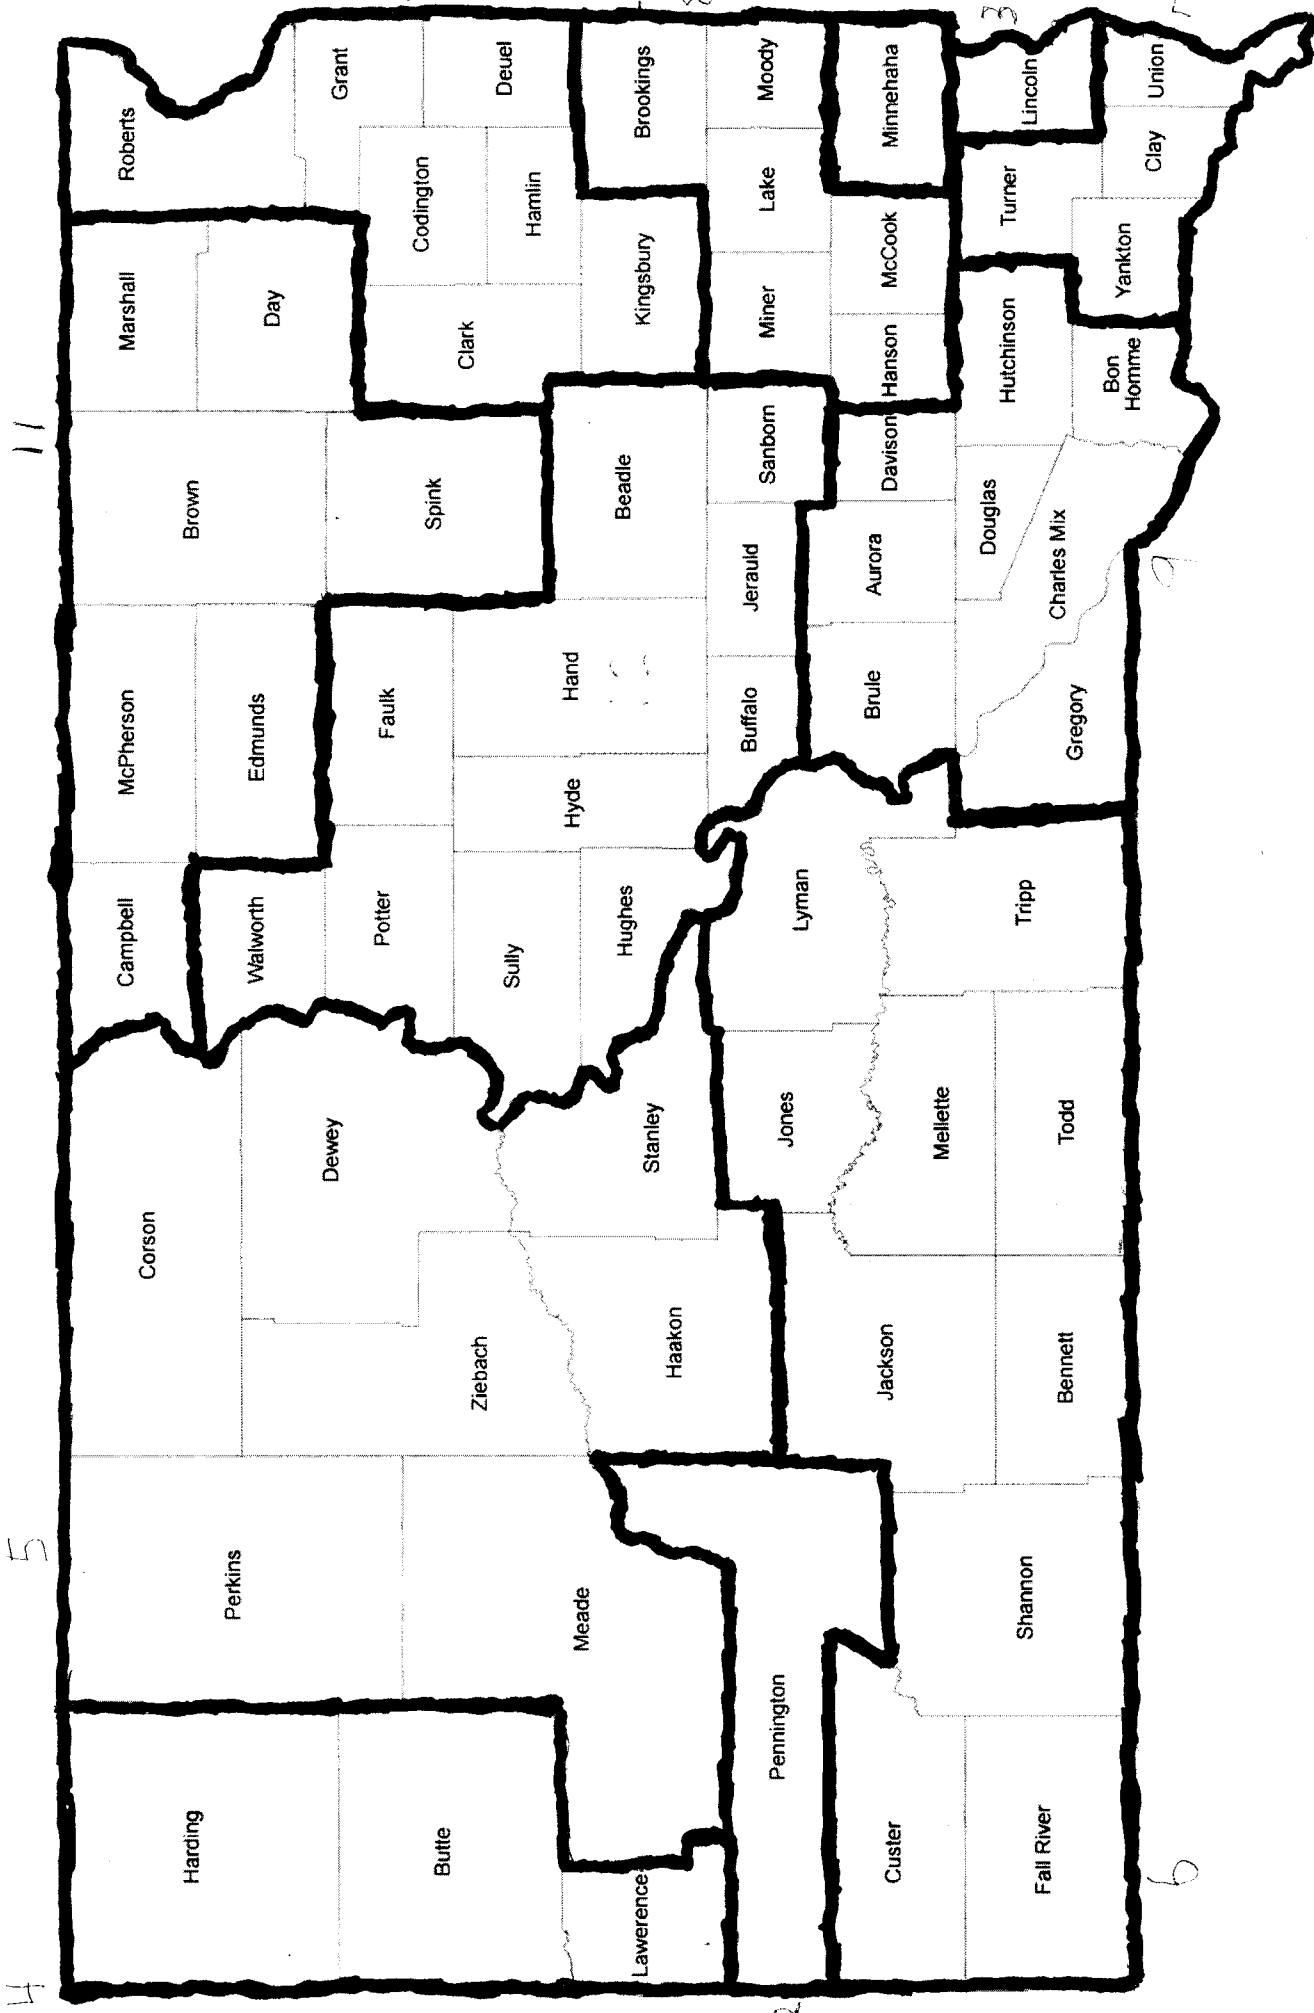 4
5
11
Harding
Perkins
Corson
Campbell
McPherson
Brown
Marshall
Roberts
Butte
Dewey
Walworth
Edmunds
Day
Grant
Meade
Ziebach
Potter
Faulk
Spink
Clark
Codington
Deuel
Sully
Hyde
Hand
Hamlin
Lawerence
Haakon
Stanley
Hughes
Beadle
Kingsbury
Brookings
8
2
Pennington
Jones
Lyman
Buffalo
Jerauld
Sanborn
Miner
Lake
Moody
Custer
Jackson
Mellette
Brule
Aurora
Davison
Hanson
McCook
Minnehaha
Fall River
Shannon
Bennett
Todd
Tripp
Gregory
Charles Mix
Douglas
Hutchinson
Turner
Lincoln
3
Bon
Homme
Yankton
Clay
Union
6
9